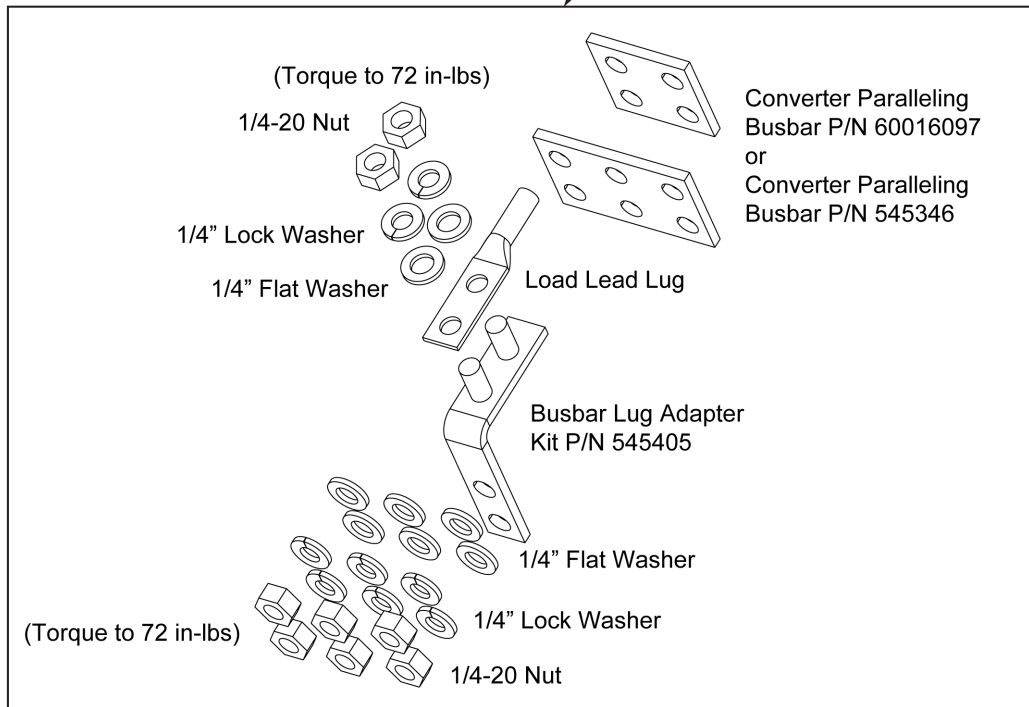 (Torque to 72 in-lbs)
1/4-20 Nut
1/4” Lock Washer
1/4” Flat Washer
Converter Paralleling
Busbar P/N 60016097
or
Converter Paralleling
Busbar P/N 545346
Load Lead Lug
Busbar Lug Adapter
Kit P/N 545405
1/4” Flat Washer
1/4” Lock Washer
(Torque to 72 in-lbs)
1/4-20 Nut